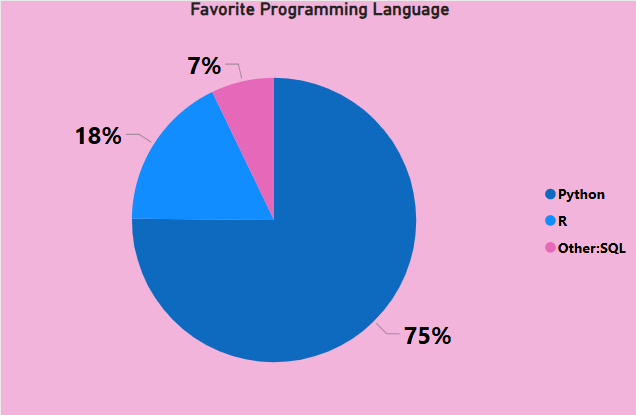 Favorite Programming Language
7%
18%
Python
R
Other:SQL
75%